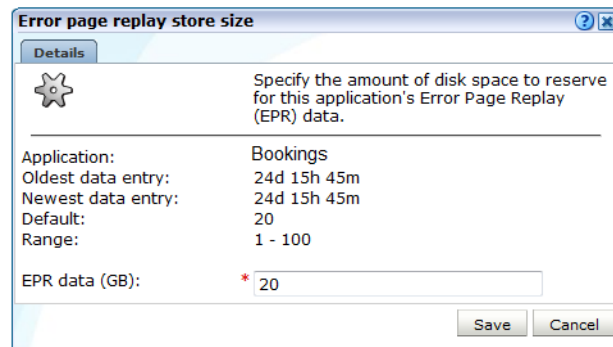 Error page replay store size
Details
Specify the amount of disk space to reserve
for this application's Error Page Replay
(EPR) data.
Application: Bookings
Oldest data entry: 24d 15h 45m
Newest data entry: 24d 15h 45m
Default: 20
Range: 1 - 100
EPR data (GB): * 20
Save Cancel